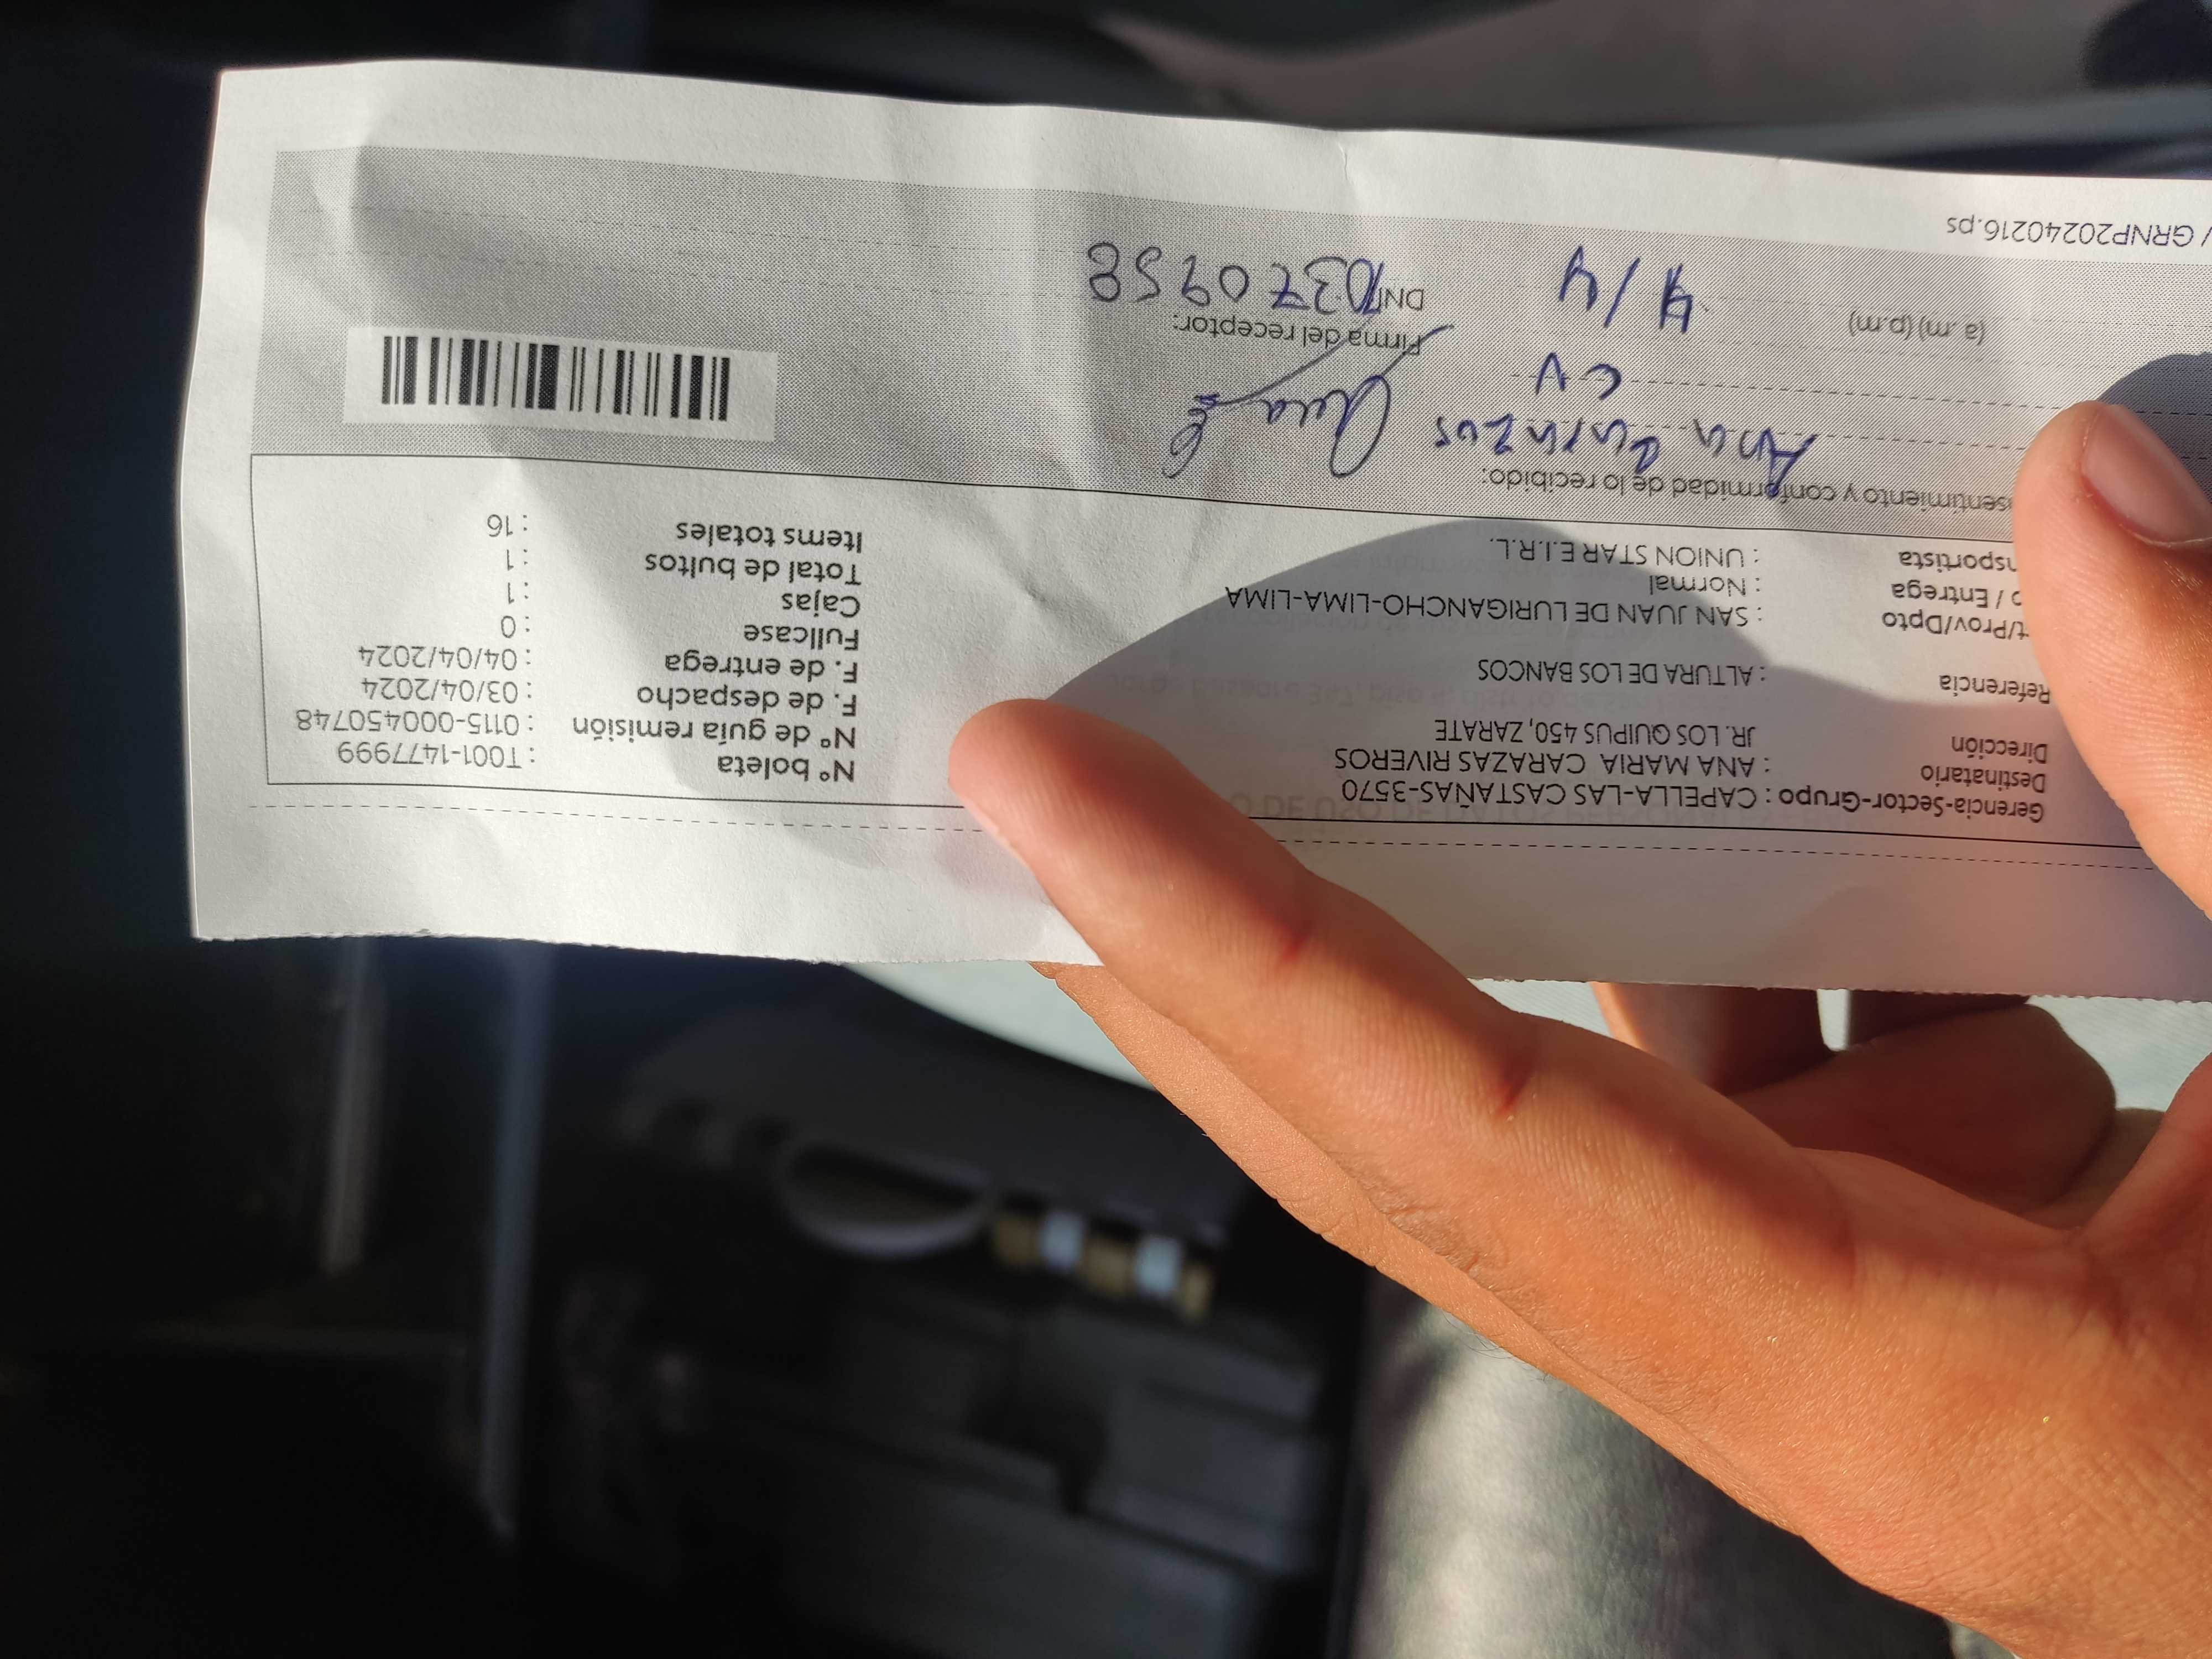 Gerencia-Sector-Grupo : CAPELLA-LAS CASTAÑAS-3570
Destinatario : ANA MARIA CARAZAS RIVEROS
Dirección JR. LOS QUIPUS 450, ZARATE
Referencia : ALTURA DE LOS BANCOS
t/Prov/Dpto : SAN JUAN DE LURIGANCHO-LIMA-LIMA
o / Entrega : Normal
nsportista : UNION STAR E.I.R.L.
Nº boleta : T001-1477999
Nº de guía remisión : 0115-000450748
F. de despacho : 03/04/2024
F. de entrega : 04/04/2024
Fullcase : 0
Cajas : 1
Total de bultos : 1
Items totales : 16
sentimiento y conformidad de lo recibido:
Ana Carazas
CV
(a.m) (p.m) 4/4
Firma del receptor:
DNI 10370958
/ GRNP20240216.ps